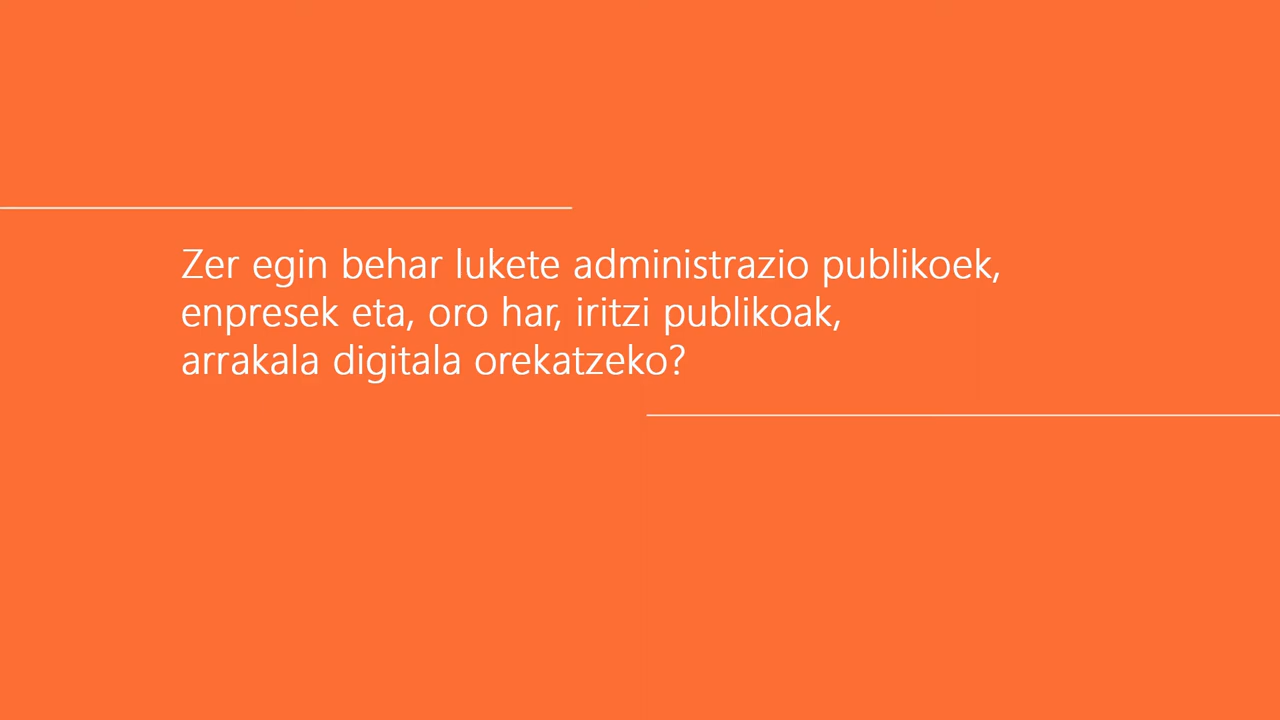 Zer egin behar lukete administrazio publikoek,
enpresek eta, oro har, iritzi publikoak,
arrakala digitala orekatzeko?